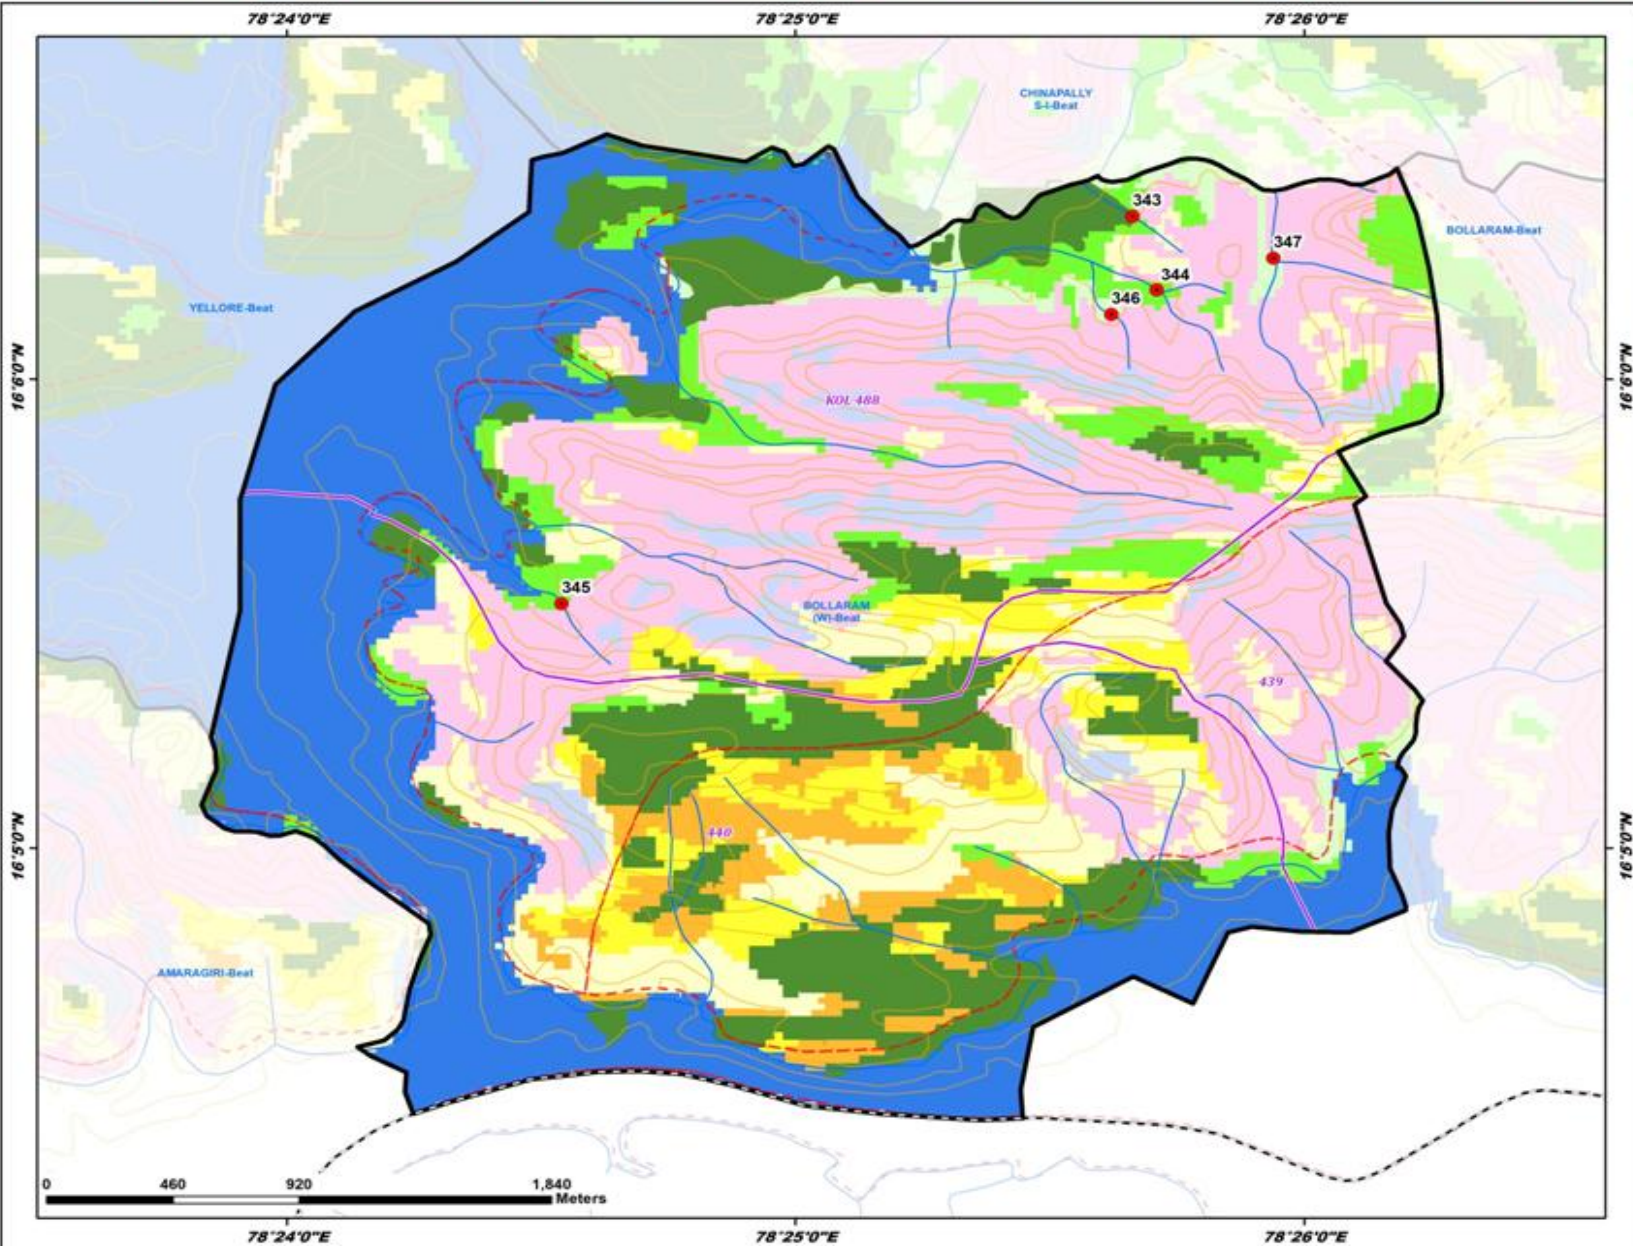 78°24'0"E 78°25'0"E 78°26'0"E
CHINAPALLY
S-I-Beat
343
BOLLARAM-Beat
347
344
YELLORE-Beat
346
16°6'0"N 16°6'0"N
KOL 488
345
BOLLARAM
(W)-Beat
439
440
16°5'0"N 16°5'0"N
AMARAGIRI-Beat
0 460 920 1,840
Meters
78°24'0"E 78°25'0"E 78°26'0"E